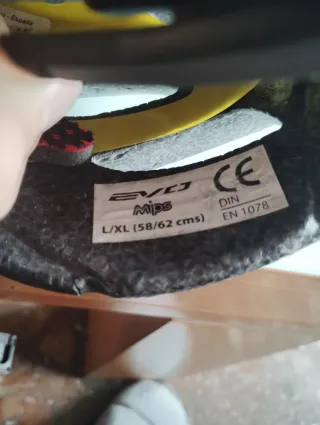 EVO
mips
L/XL (58/62 cms)
CE
DIN
EN 1078